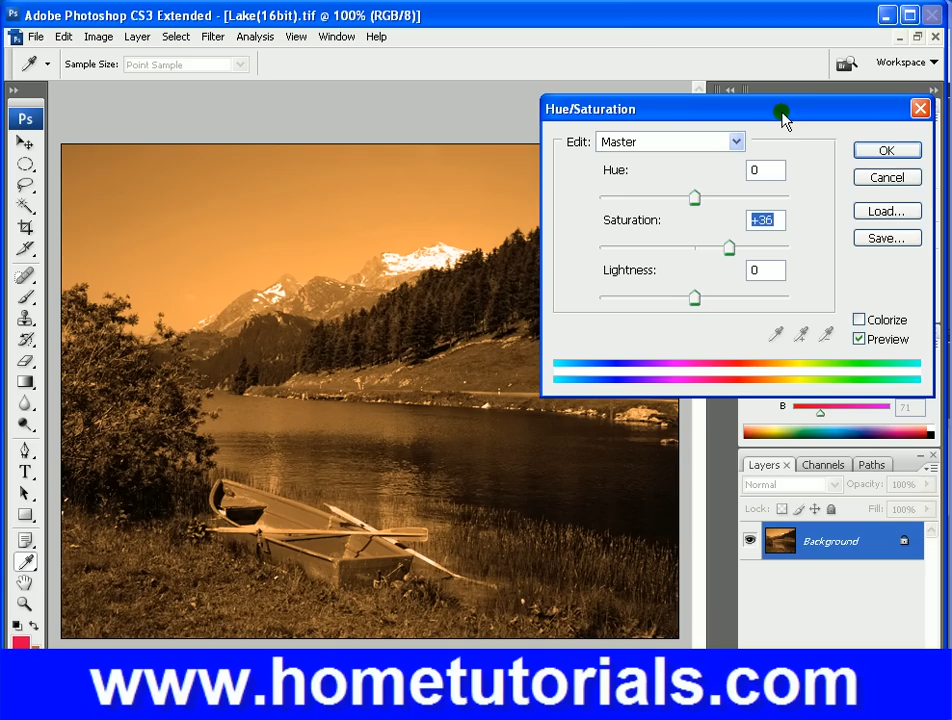 Adobe Photoshop CS3 Extended - [Lake(16bit).tif @ 100% (RGB/8)]
File Edit Image Layer Select Filter Analysis View Window Help
Sample Size: Point Sample
Workspace
Ps
Hue/Saturation
Edit: Master
Hue: 0
Saturation: +36
Lightness: 0
OK
Cancel
Load...
Save...
Colorize
Preview
B 71
Layers × Channels Paths
Normal Opacity: 100%
Lock: Fill: 100%
Background
T
www.hometutorials.com